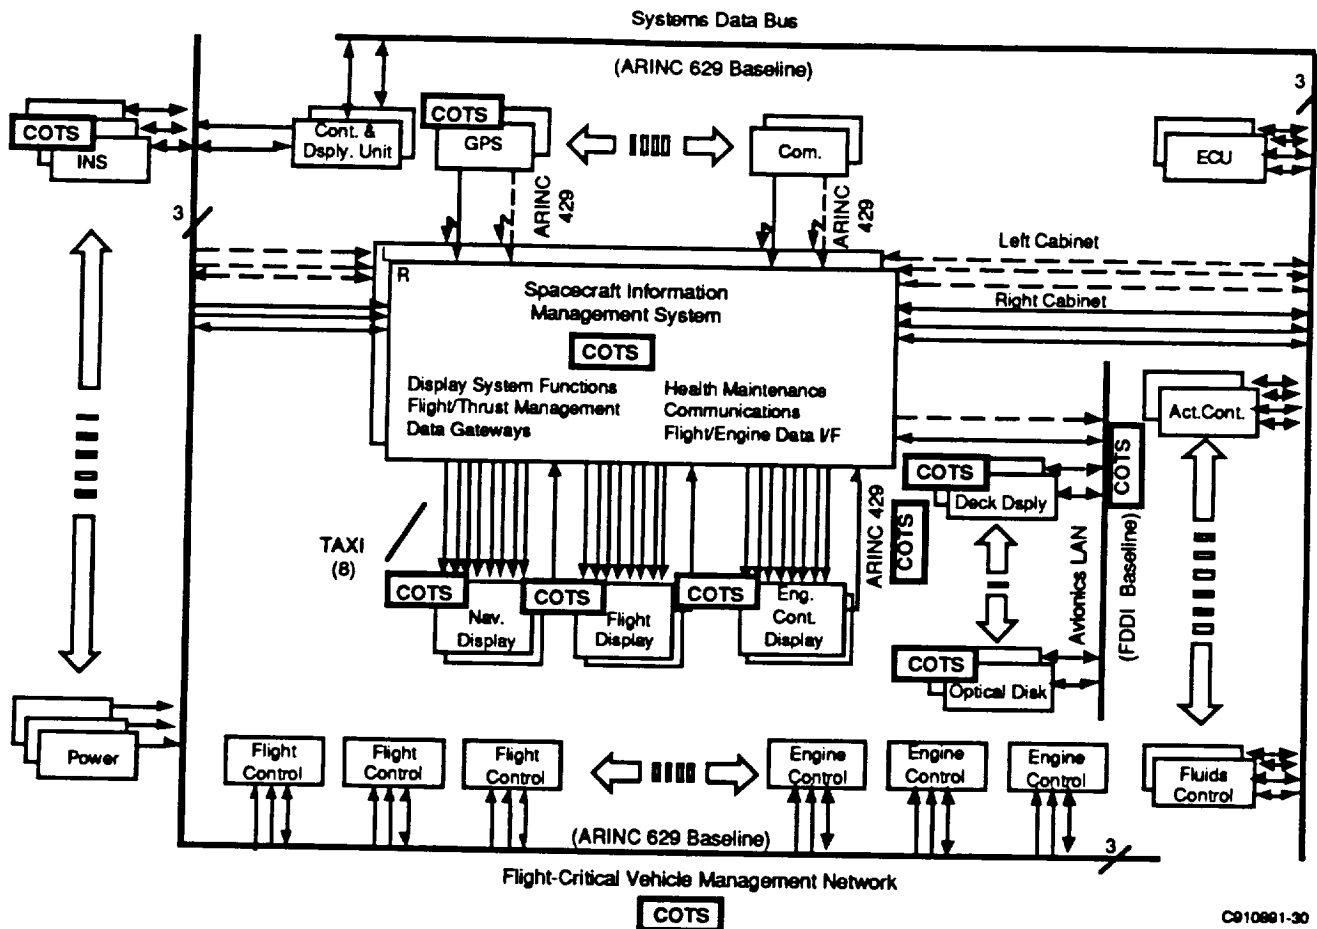 Systems Data Bus
(ARINC 629 Baseline)
3
COTS
INS
Cont. &
Dsply. Unit
COTS
GPS
Com.
ECU
3
ARINC
429
ARINC
429
Left Cabinet
Right Cabinet
R
Spacecraft Information
Management System
COTS
Display System Functions
Flight/Thrust Management
Data Gateways
Health Maintenance
Communications
Flight/Engine Data I/F
Act.Cont.
COTS
COTS
Deck Dsply
ARINC 429
COTS
TAXI
(8)
Avionics LAN
(FDDI Baseline)
COTS
Nav.
Display
COTS
Flight
Display
COTS
Eng.
Cont.
Display
COTS
Optical Disk
Power
Flight
Control
Flight
Control
Flight
Control
Engine
Control
Engine
Control
Engine
Control
Fluids
Control
(ARINC 629 Baseline)
3
Flight-Critical Vehicle Management Network
COTS
C910891-30